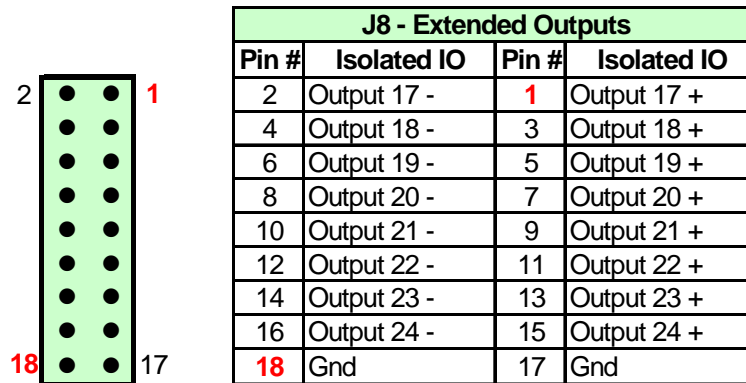 J8 - Extended Outputs
Pin # Isolated IO Pin # Isolated IO
2 1 2 Output 17 - 1 Output 17 +
4 Output 18 - 3 Output 18 +
6 Output 19 - 5 Output 19 +
8 Output 20 - 7 Output 20 +
10 Output 21 - 9 Output 21 +
12 Output 22 - 11 Output 22 +
14 Output 23 - 13 Output 23 +
16 Output 24 - 15 Output 24 +
18 17 18 Gnd 17 Gnd